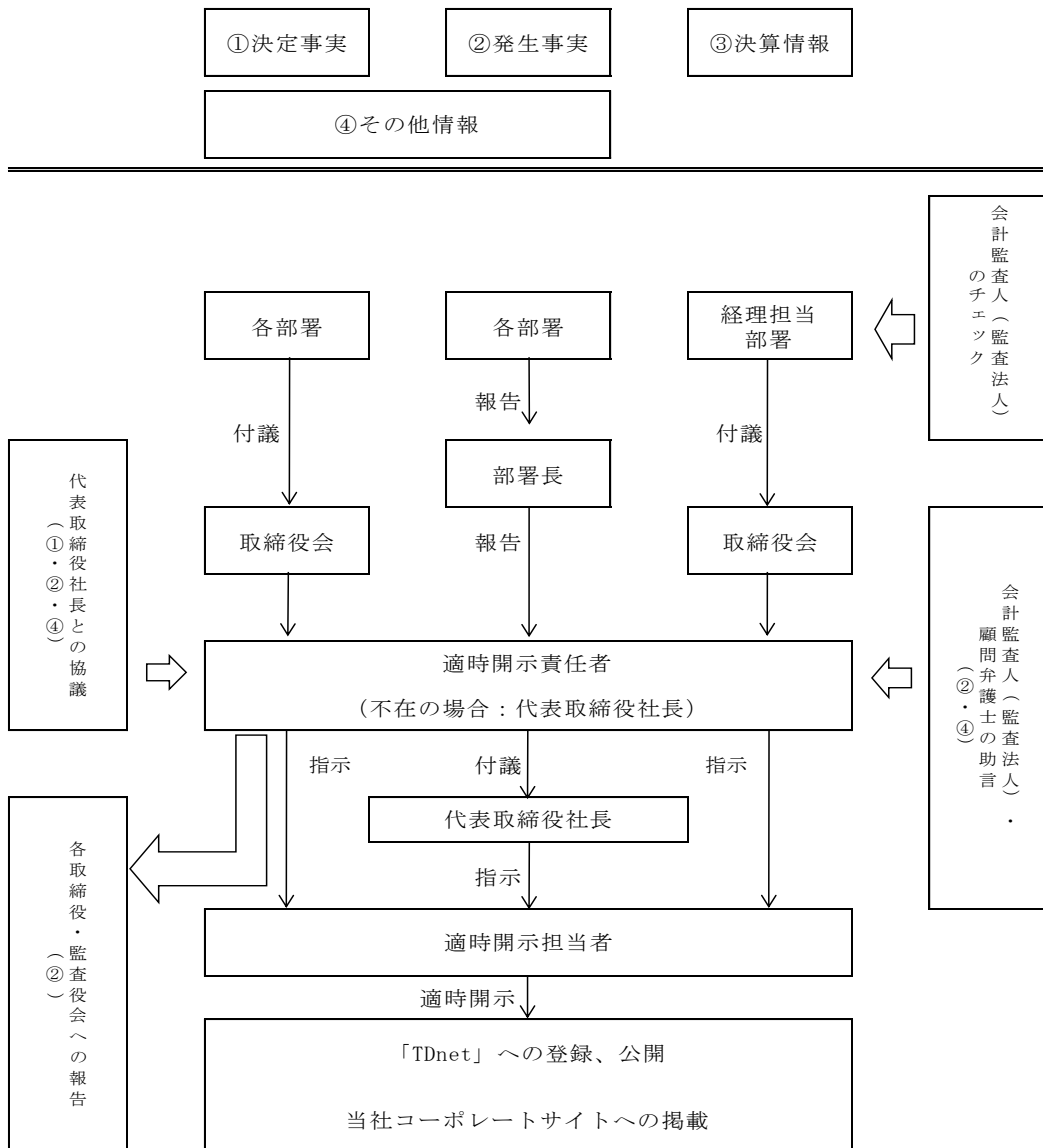 ①決定事実
②発生事実
③決算情報
④その他情報
会計監査人（監査法人）
のチェック
各部署
各部署
経理担当
部署
報告
付議
付議
代表取締役社長との協議
（①・②・④）
部署長
取締役会
報告
取締役会
会計監査人（監査法人）・
顧問弁護士の助言
（②・④）
適時開示責任者
（不在の場合：代表取締役社長）
指示
付議
指示
代表取締役社長
各取締役・監査役会への報告
（②）
指示
適時開示担当者
適時開示
「TDnet」への登録、公開
当社コーポレートサイトへの掲載